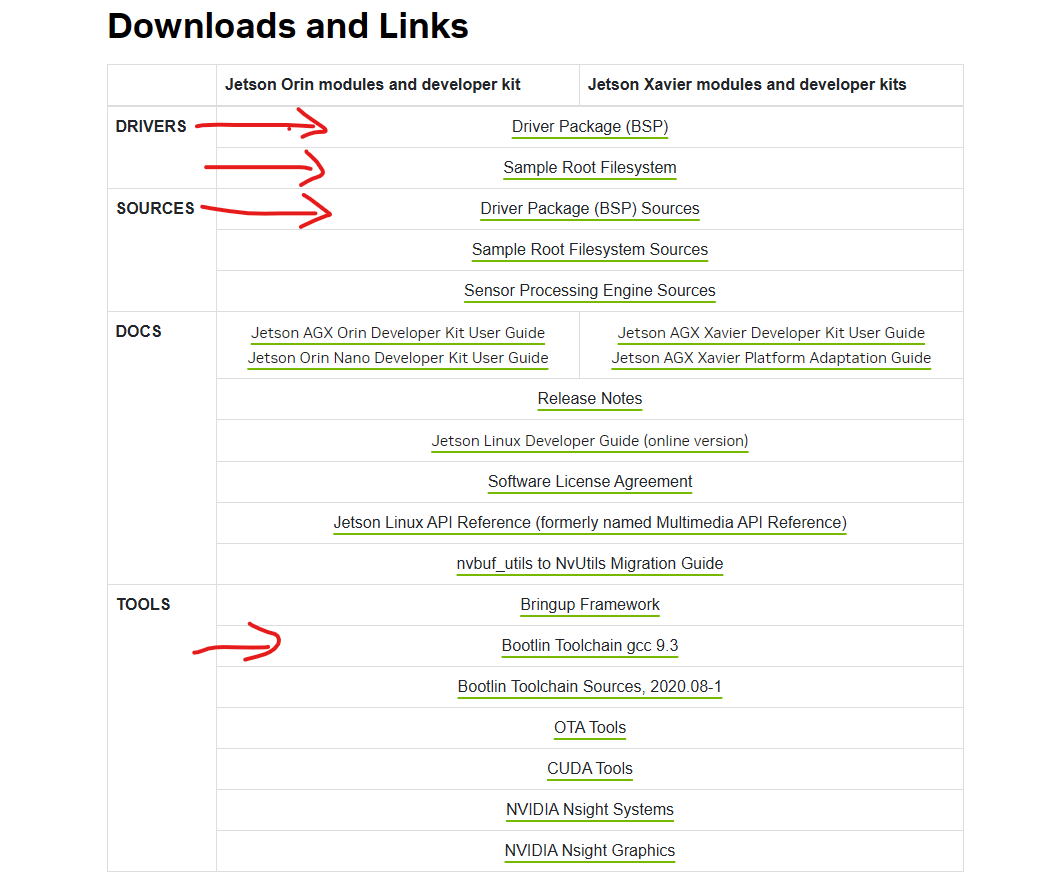 Downloads and Links
Jetson Orin modules and developer kit
Jetson Xavier modules and developer kits
DRIVERS
Driver Package (BSP)
Sample Root Filesystem
SOURCES
Driver Package (BSP) Sources
Sample Root Filesystem Sources
Sensor Processing Engine Sources
DOCS
Jetson AGX Orin Developer Kit User Guide
Jetson Orin Nano Developer Kit User Guide
Jetson AGX Xavier Developer Kit User Guide
Jetson AGX Xavier Platform Adaptation Guide
Release Notes
Jetson Linux Developer Guide (online version)
Software License Agreement
Jetson Linux API Reference (formerly named Multimedia API Reference)
nvbuf_utils to NvUtils Migration Guide
TOOLS
Bringup Framework
Bootlin Toolchain gcc 9.3
Bootlin Toolchain Sources, 2020.08-1
OTA Tools
CUDA Tools
NVIDIA Nsight Systems
NVIDIA Nsight Graphics